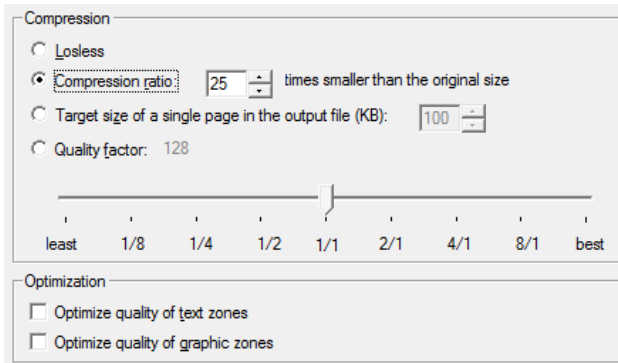 Compression
Losless
Compression ratio: 25 times smaller than the original size
Target size of a single page in the output file (KB): 100
Quality factor: 128
least 1/8 1/4 1/2 1/1 2/1 4/1 8/1 best
Optimization
Optimize quality of text zones
Optimize quality of graphic zones